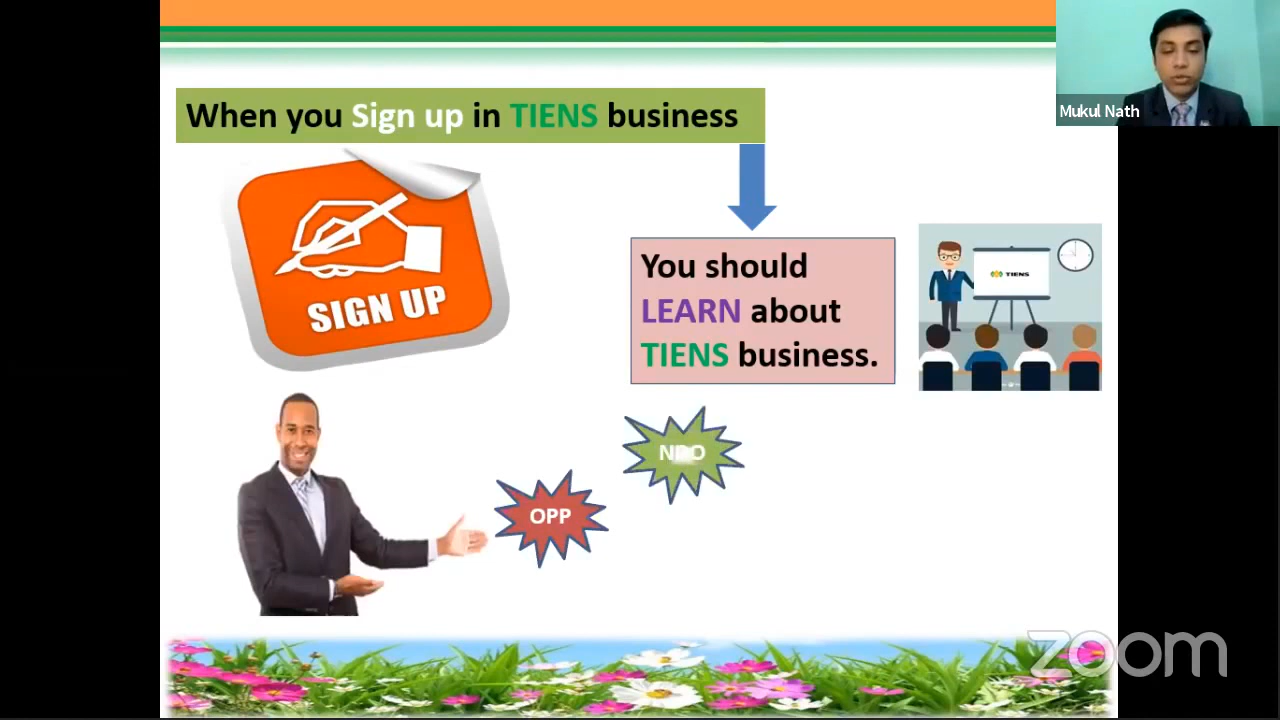 When you Sign up in TIENS business
Mukul Nath
SIGN UP
You should
LEARN about
TIENS business.
TIENS
OPP
zoom